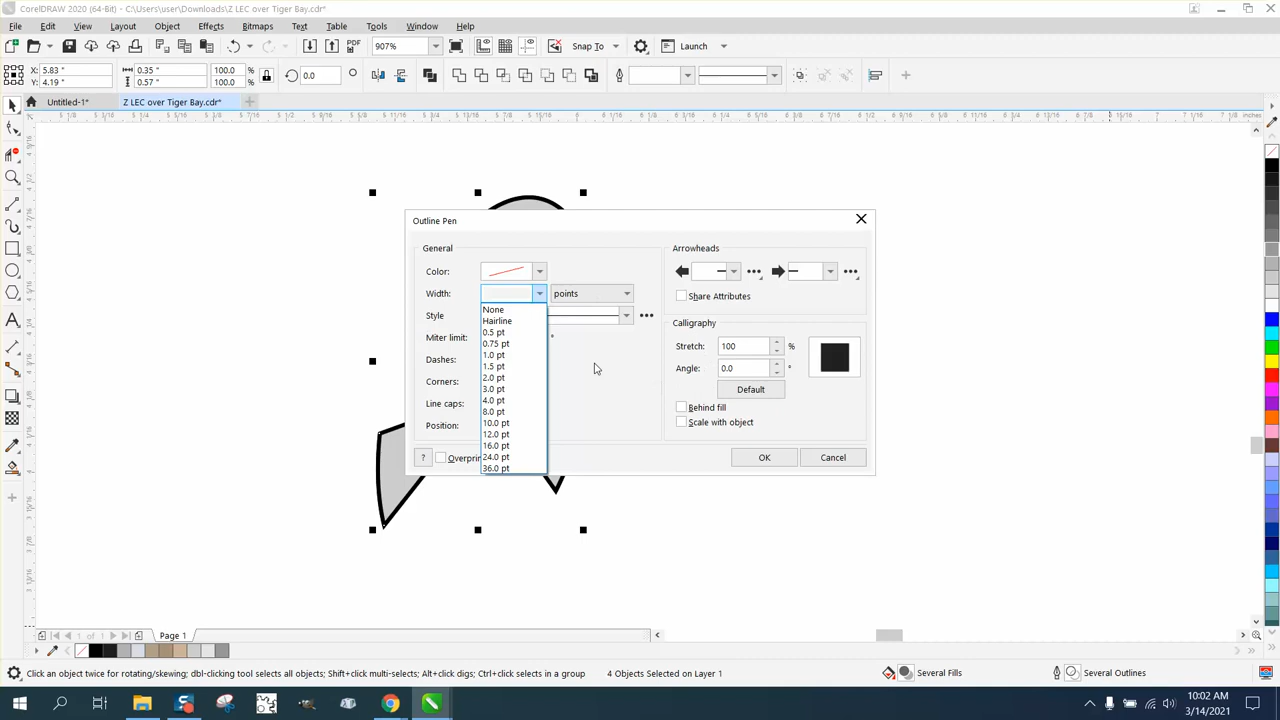 CorelDRAW 2020 (64-Bit) - C:\Users\user\Downloads\Z LEC over Tiger Bay.cdr*
File Edit View Layout Object Effects Bitmaps Text Table Tools Window Help
907% Snap To Launch
X: 5.83 " 0.35 " 100.0 % 0.0
Y: 4.19 " 0.57 " 100.0 %
Untitled-1* Z LEC over Tiger Bay.cdr*
inches
Outline Pen
General Arrowheads
Color:
Width: points
Share Attributes
Style
Miter limit: °
Dashes:
Corners:
Line caps:
Position:
None
Hairline
0.5 pt
0.75 pt
1.0 pt
1.5 pt
2.0 pt
3.0 pt
4.0 pt
8.0 pt
10.0 pt
12.0 pt
16.0 pt
24.0 pt
36.0 pt
Calligraphy
Stretch: 100 %
Angle: 0.0 °
Default
Behind fill
Scale with object
? Overprin OK Cancel
1 of 1 Page 1
Click an object twice for rotating/skewing; dbl-clicking tool selects all objects; Shift+click multi-selects; Alt+click digs; Ctrl+click selects in a group 4 Objects Selected on Layer 1 Several Fills Several Outlines
10:02 AM
3/14/2021